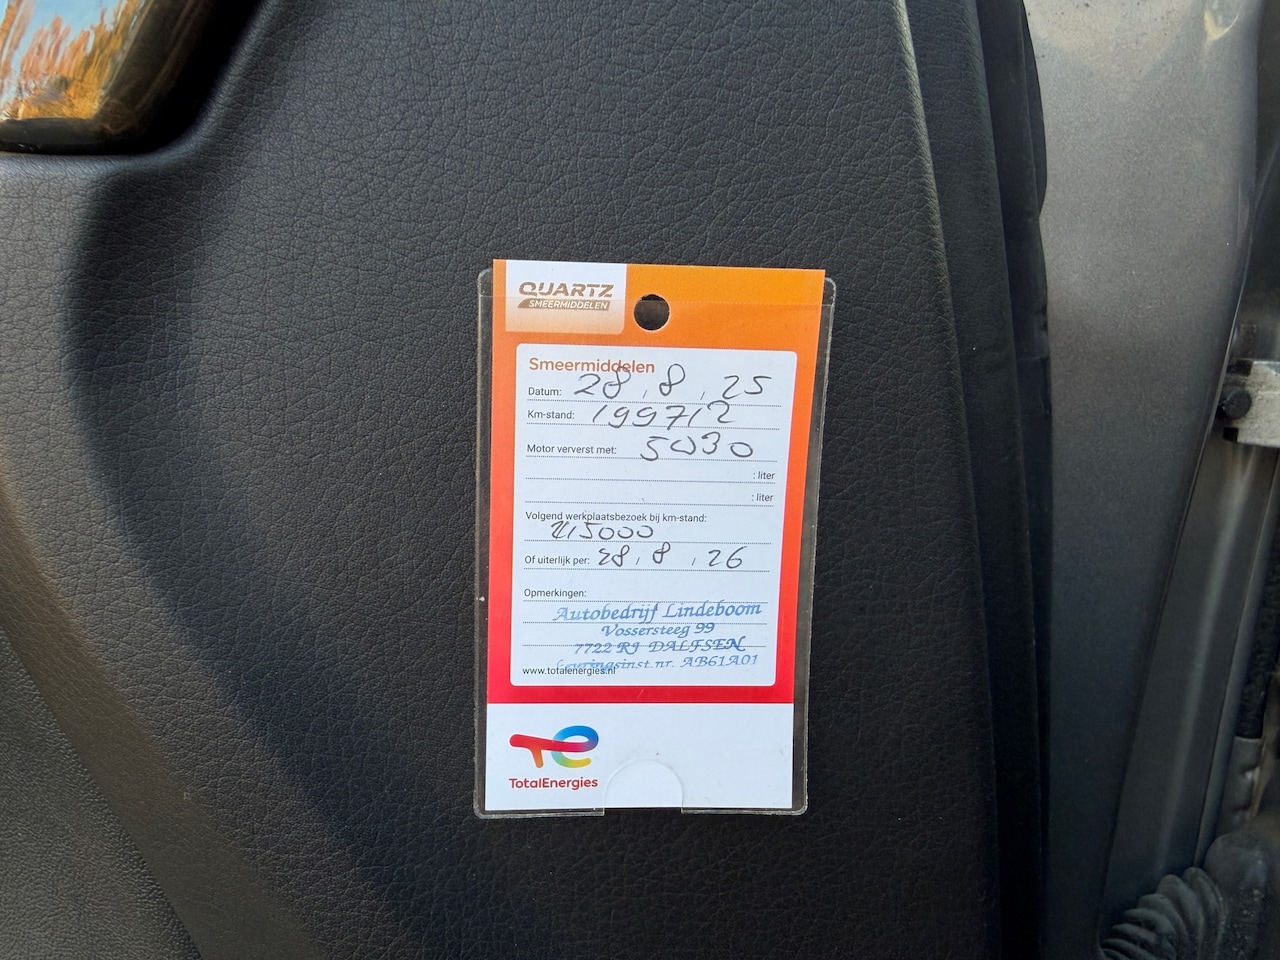 QUARTZ
SMEERMIDDELEN
Smeermiddelen
Datum: 28, 8, 25
Km-stand: 199712
Motor ververst met: 5W30
: liter
: liter
Volgend werkplaatsbezoek bij km-stand:
215000
Of uiterlijk per: 28, 8, 26
Opmerkingen:
Autobedrijf Lindeboom
Vossersteeg 99
7722 RJ DALFSEN
Keuringsinst.nr. AB61A01
www.totalenergies.nl
TotalEnergies